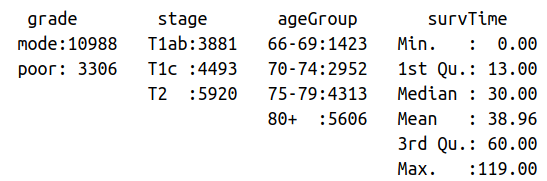 grade stage ageGroup survTime
mode:10988 T1ab:3881 66-69:1423 Min. : 0.00
poor: 3306 T1c :4493 70-74:2952 1st Qu.: 13.00
T2 :5920 75-79:4313 Median : 30.00
80+ :5606 Mean : 38.96
3rd Qu.: 60.00
Max. :119.00